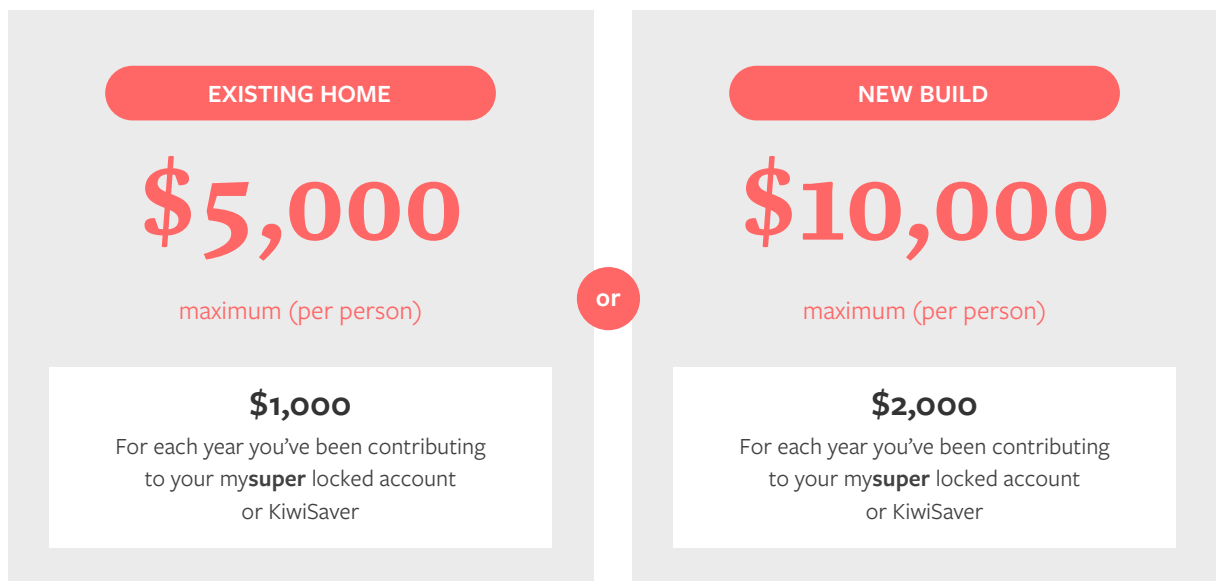 EXISTING HOME
$5,000
maximum (per person)
$1,000
For each year you’ve been contributing
to your mysuper locked account
or KiwiSaver
or
NEW BUILD
$10,000
maximum (per person)
$2,000
For each year you’ve been contributing
to your mysuper locked account
or KiwiSaver